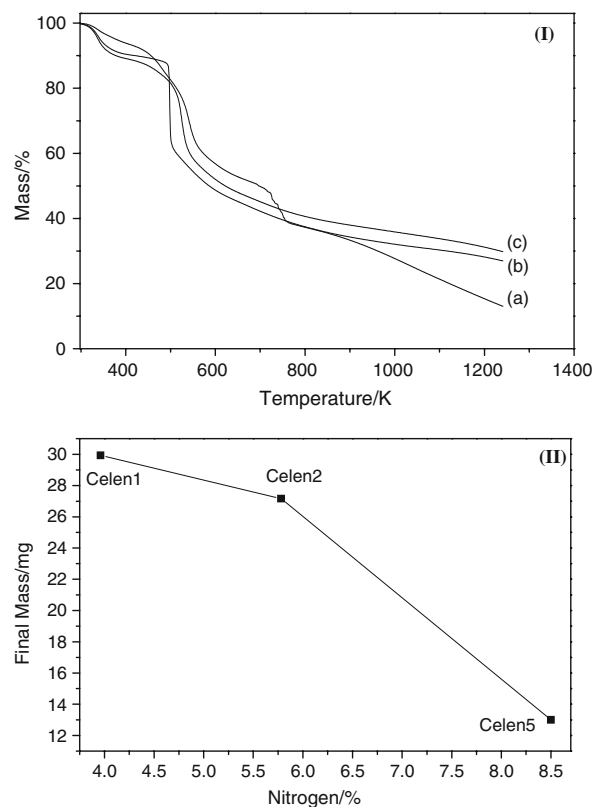 (I)
100
80
60
40
20
0
Mass/%
(c)
(b)
(a)
400 600 800 1000 1200 1400
Temperature/K
(II)
30
28
26
24
22
20
18
16
14
12
Final Mass/mg
Celen1
Celen2
Celen5
4.0 4.5 5.0 5.5 6.0 6.5 7.0 7.5 8.0 8.5
Nitrogen/%